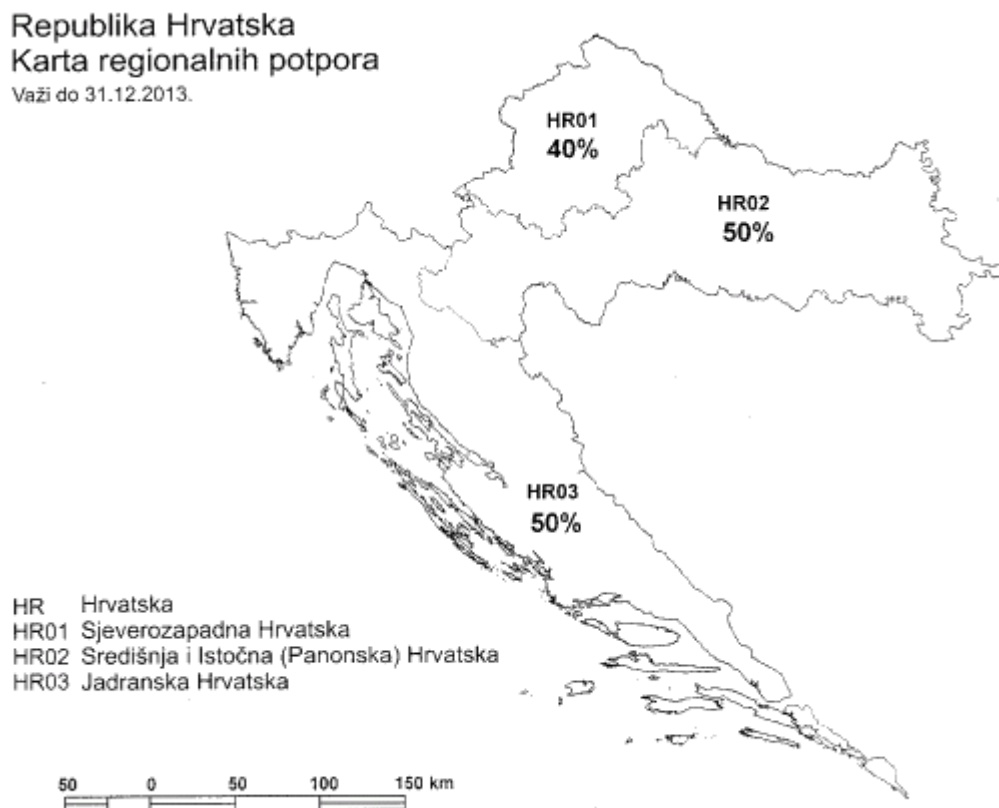 Republika Hrvatska
Karta regionalnih potpora
Važi do 31.12.2013.
HR01
40%
HR02
50%
HR03
50%
HR Hrvatska
HR01 Sjeverozapadna Hrvatska
HR02 Središnja i Istočna (Panonska) Hrvatska
HR03 Jadranska Hrvatska
50 0 50 100 150 km